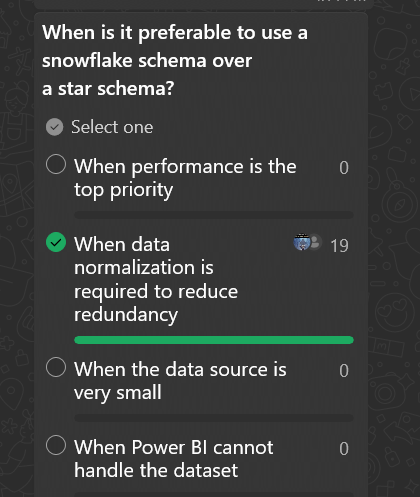 When is it preferable to use a
snowflake schema over
a star schema?
Select one
When performance is the 0
top priority
When data 19
normalization is
required to reduce
redundancy
When the data source is 0
very small
When Power BI cannot 0
handle the dataset